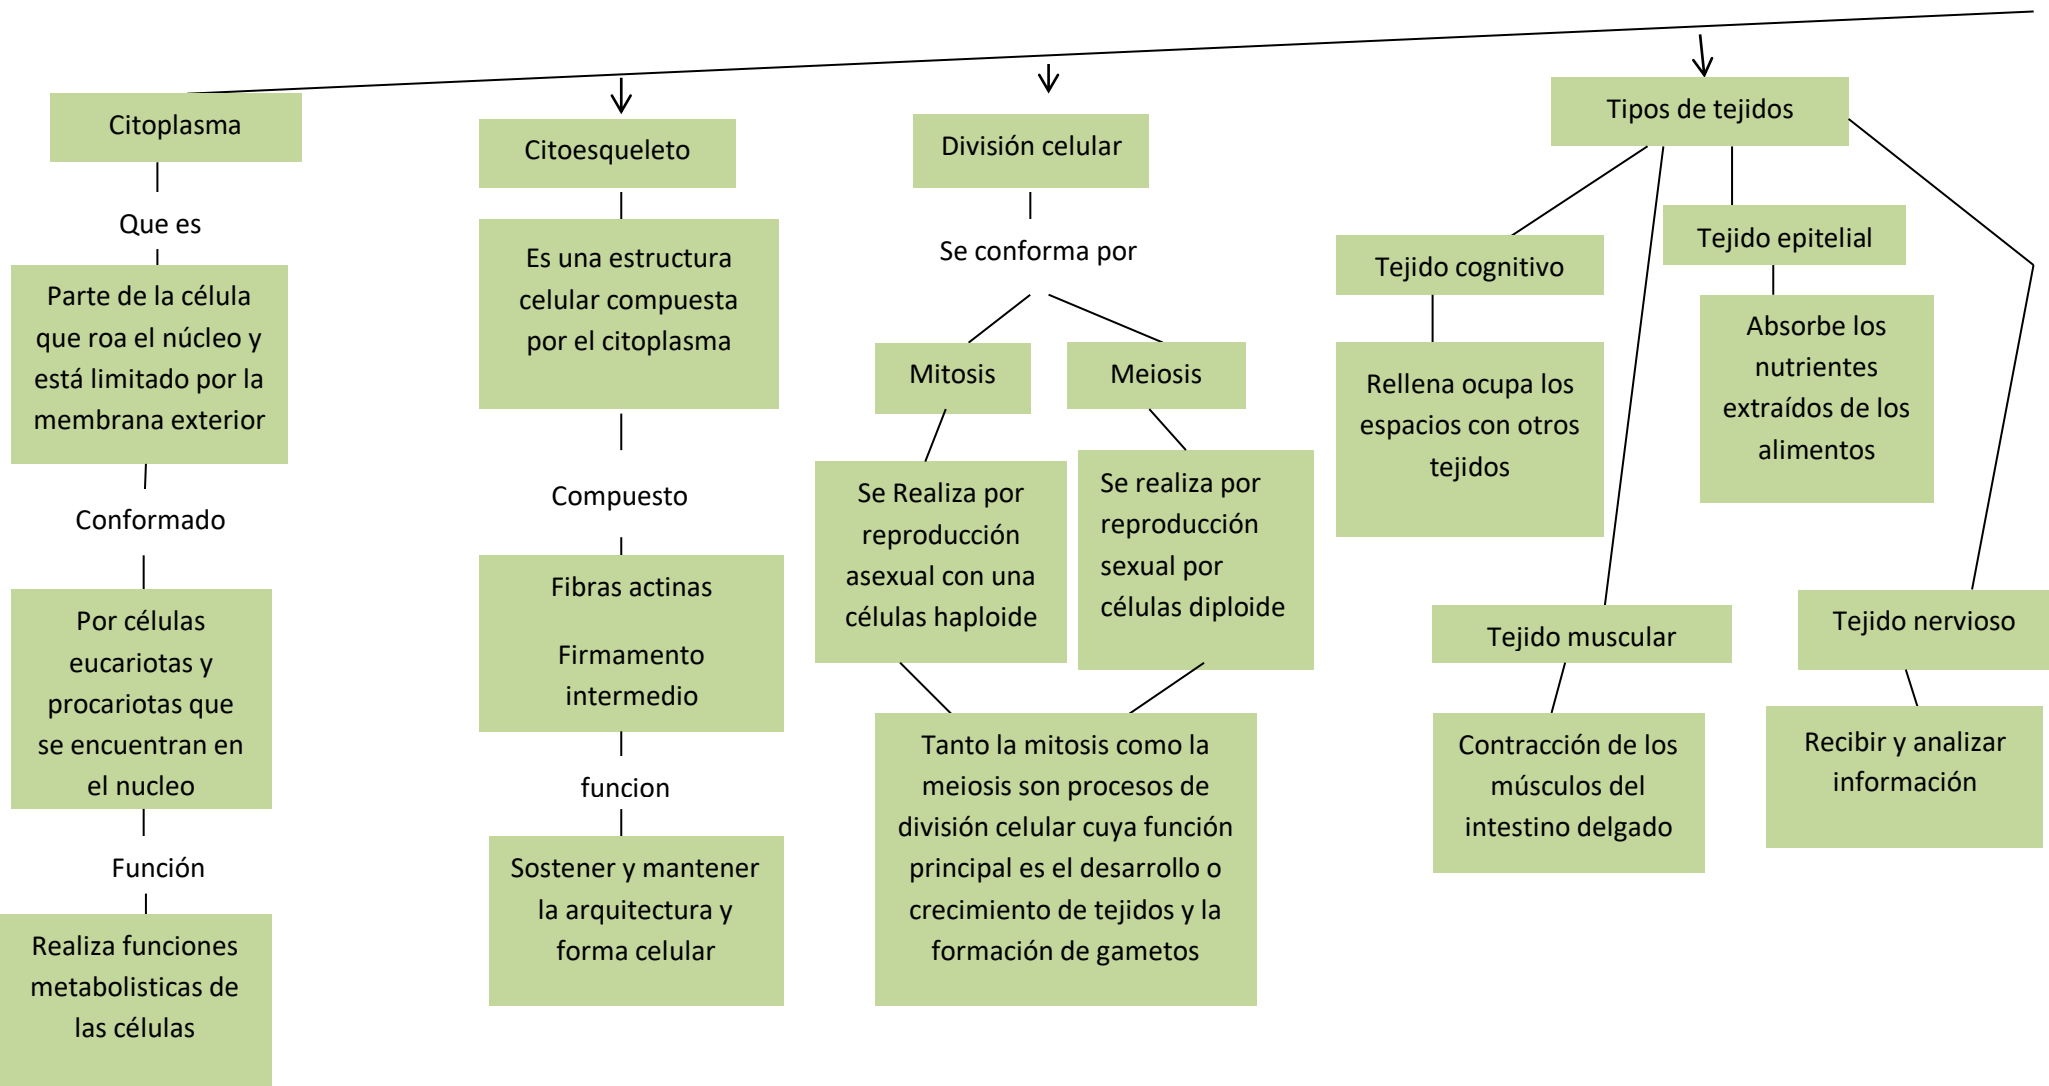 Citoplasma
Que es
Parte de la célula
que roa el núcleo y
está limitado por la
membrana exterior
Conformado
Por células
eucariotas y
procariotas que
se encuentran en
el nucleo
Función
Realiza funciones
metabolisticas de
las células
Citoesqueleto
Es una estructura
celular compuesta
por el citoplasma
Compuesto
Fibras actinas
Firmamento
intermedio
funcion
Sostener y mantener
la arquitectura y
forma celular
División celular
Se conforma por
Mitosis
Se Realiza por
reproducción
asexual con una
células haploide
Meiosis
Se realiza por
reproducción
sexual por
células diploide
Tanto la mitosis como la
meiosis son procesos de
división celular cuya función
principal es el desarrollo o
crecimiento de tejidos y la
formación de gametos
Tipos de tejidos
Tejido cognitivo
Rellena ocupa los
espacios con otros
tejidos
Tejido epitelial
Absorbe los
nutrientes
extraídos de los
alimentos
Tejido muscular
Contracción de los
músculos del
intestino delgado
Tejido nervioso
Recibir y analizar
información